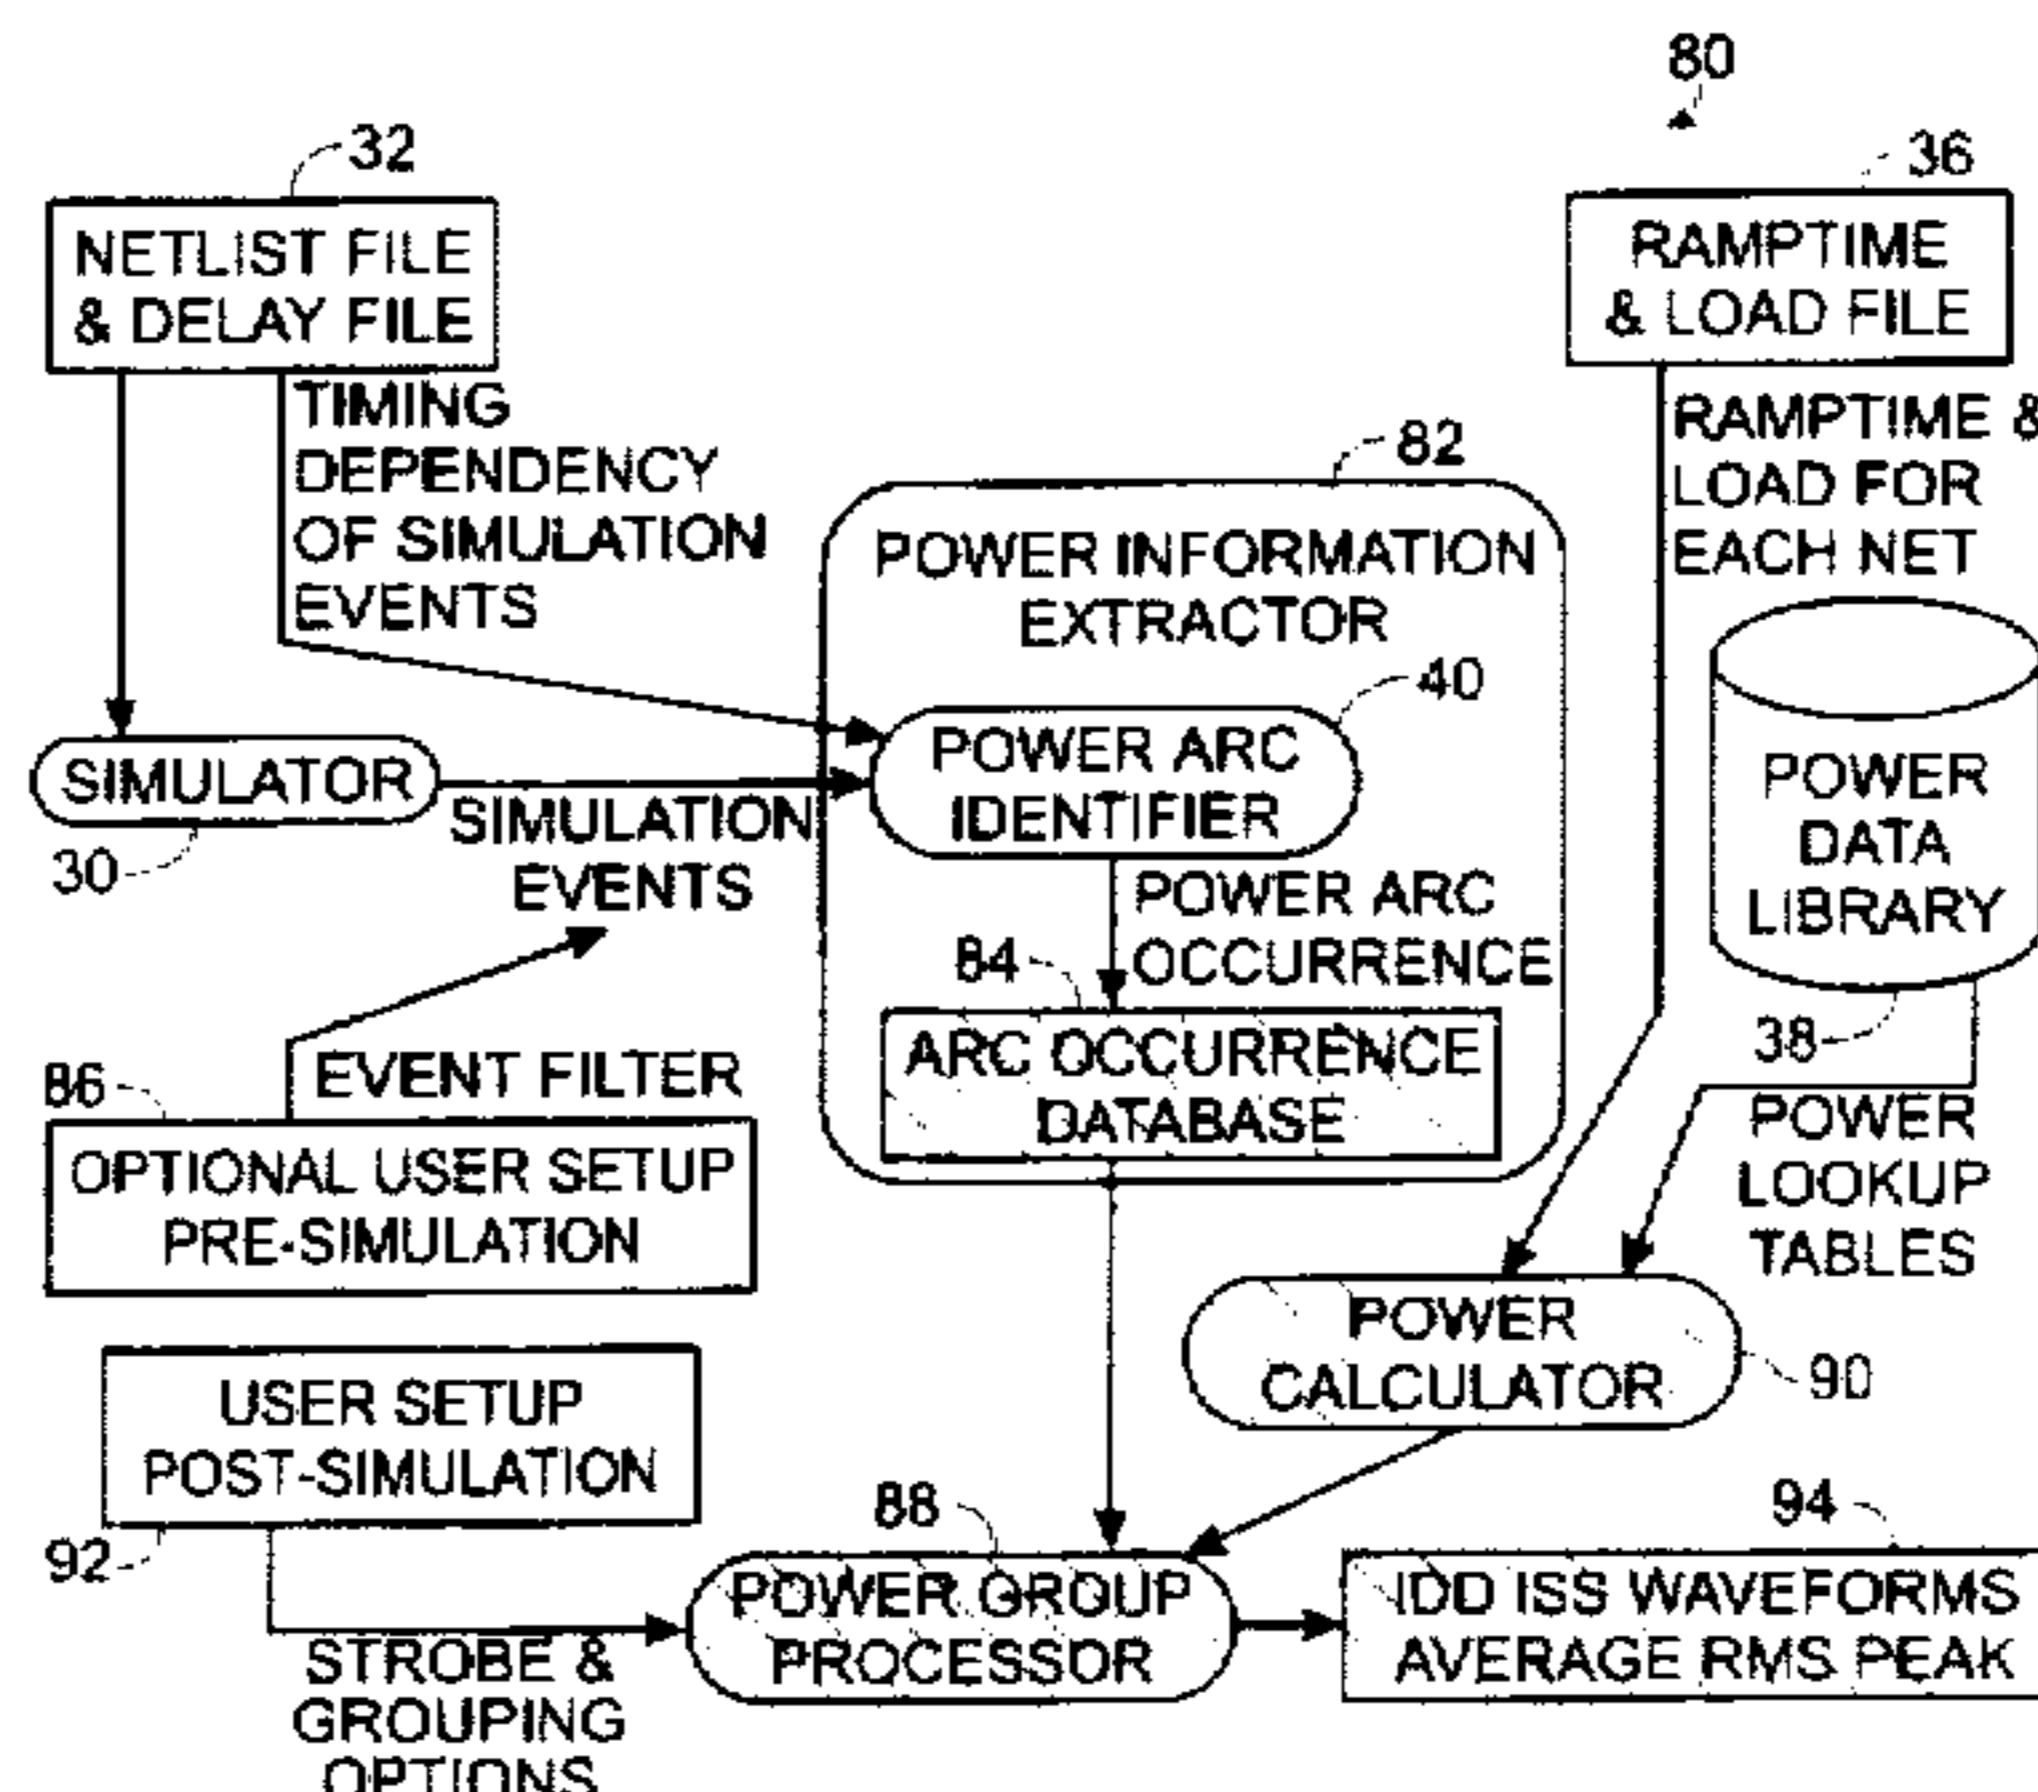 80
32
36
NETLIST FILE
& DELAY FILE
RAMPTIME
& LOAD FILE
TIMING
DEPENDENCY
OF SIMULATION
EVENTS
RAMPTIME &
LOAD FOR
EACH NET
82
POWER INFORMATION
EXTRACTOR
40
POWER ARC
IDENTIFIER
SIMULATOR
30
SIMULATION
EVENTS
POWER
DATA
LIBRARY
38
POWER ARC
OCCURRENCE
84
ARC OCCURRENCE
DATABASE
EVENT FILTER
86
OPTIONAL USER SETUP
PRE-SIMULATION
POWER
LOOKUP
TABLES
POWER
CALCULATOR
90
USER SETUP
POST-SIMULATION
92
88
94
POWER GROUP
PROCESSOR
IDD ISS WAVEFORMS
AVERAGE RMS PEAK
STROBE &
GROUPING
OPTIONS